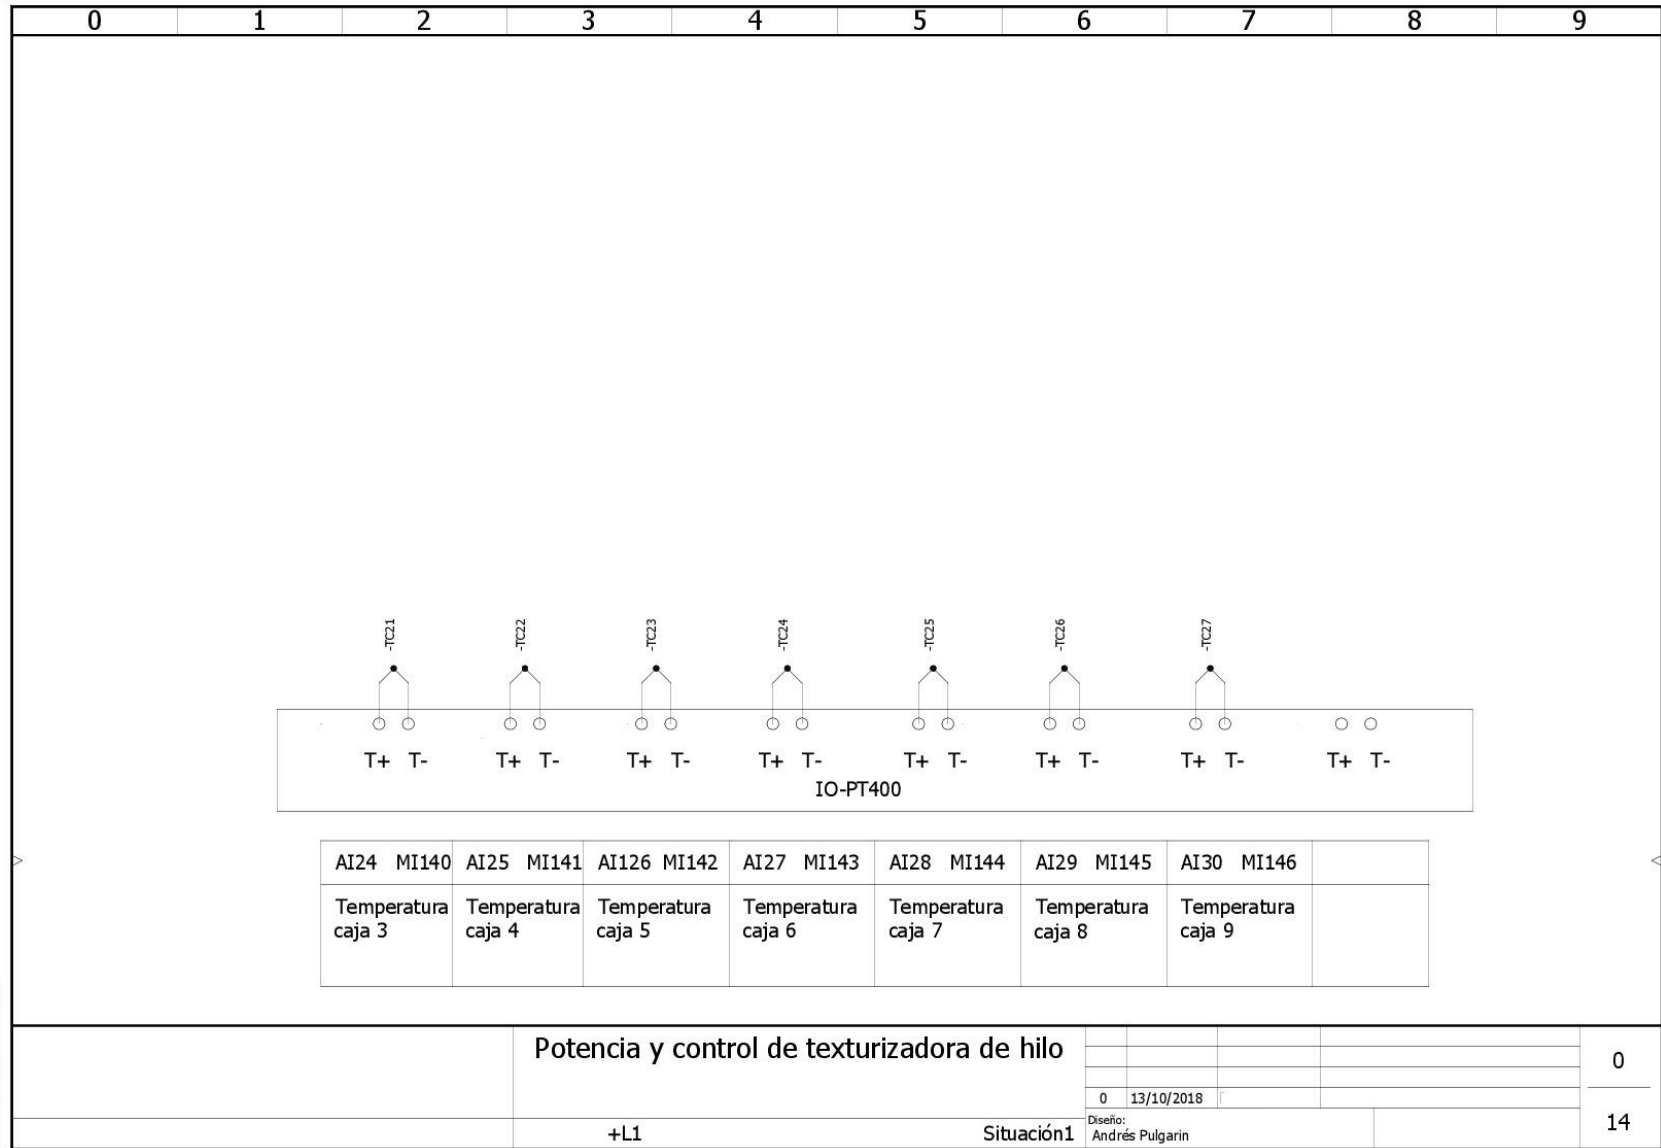 0 1 2 3 4 5 6 7 8 9
-TC21 -TC22 -TC23 -TC24 -TC25 -TC26 -TC27
T+ T- T+ T- T+ T- T+ T- T+ T- T+ T- T+ T- T+ T-
IO-PT400
AI24 MI140 AI25 MI141 AI126 MI142 AI27 MI143 AI28 MI144 AI29 MI145 AI30 MI146
Temperatura Temperatura Temperatura Temperatura Temperatura Temperatura Temperatura
caja 3 caja 4 caja 5 caja 6 caja 7 caja 8 caja 9
Potencia y control de texturizadora de hilo
0
0 13/10/2018
14
+L1 Situación1
Diseño:
Andrés Pulgarin